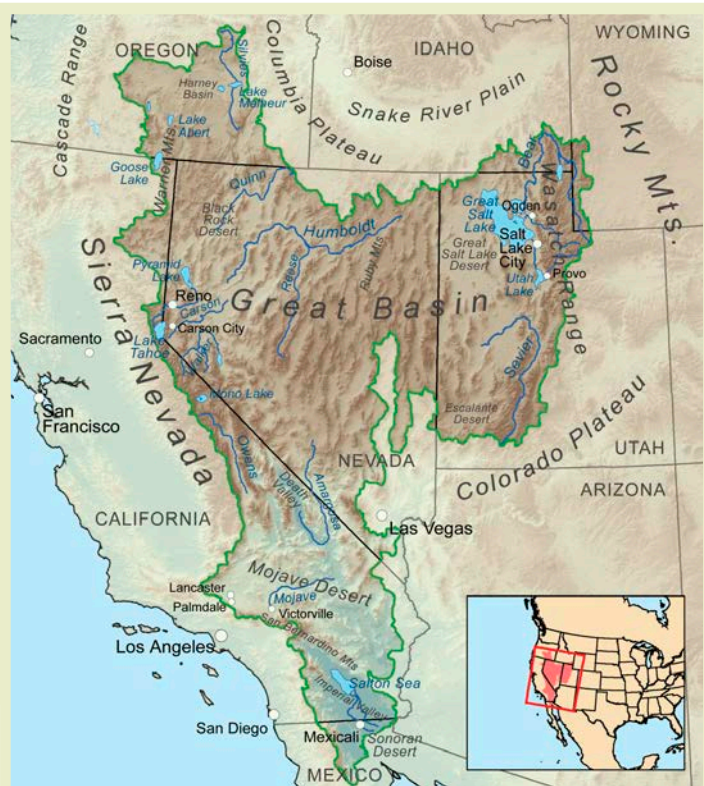 OREGON
IDAHO
WYOMING
Boise
Cascade Range
Columbia Plateau
Snake River Plain
Rocky Mts.
Silvies
Harney
Basin
Lake
Malheur
Lake
Abert
Warner Mts.
Goose
Lake
Quinn
Black
Rock
Desert
Humboldt
Reese
Ruby Mts
Bear
Wasatch Range
Great
Salt
Lake
Ogden
Salt
Lake
City
Great
Salt Lake
Desert
Utah
Lake
Provo
Pyramid
Lake
Reno
Carson
Carson City
Great Basin
Sierra Nevada
Sacramento
Lake
Tahoe
Walker
Mono Lake
Sevier
Escalante
Desert
San
Francisco
Owens
NEVADA
UTAH
Colorado Plateau
ARIZONA
Death
Valley
Amargosa
CALIFORNIA
Las Vegas
Mojave Desert
Lancaster
Palmdale
Mojave
Victorville
Los Angeles
San Bernardino Mts
Salton Sea
Imperial Valley
San Diego
Mexicali
Sonoran
Desert
MEXICO